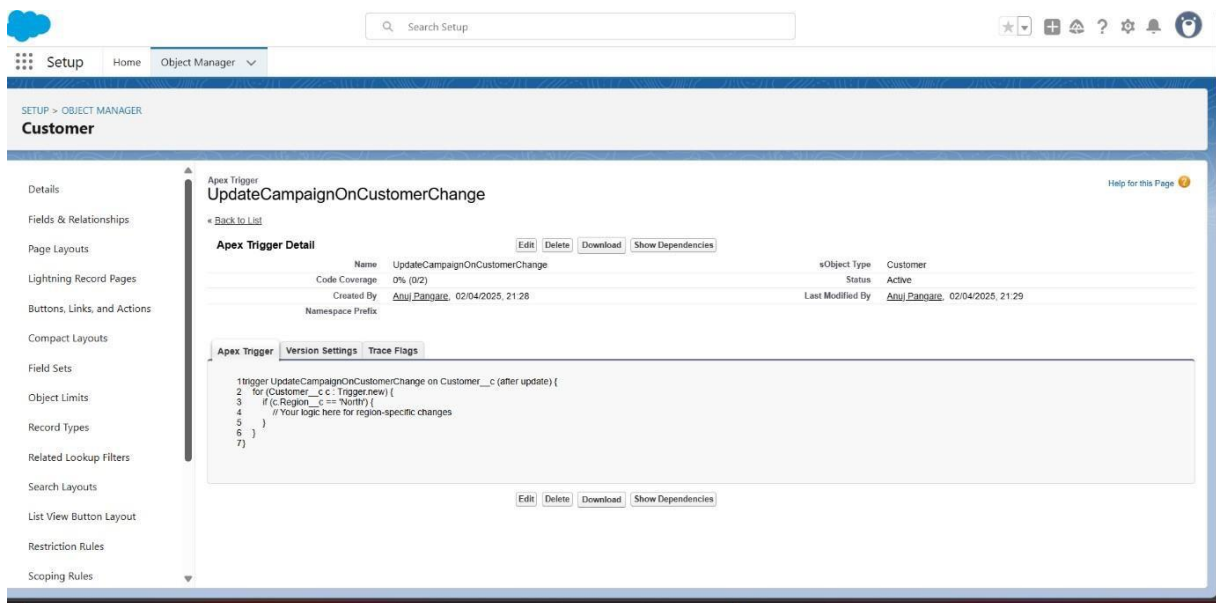 Search Setup
Setup Home Object Manager
SETUP > OBJECT MANAGER
Customer
Details
Fields & Relationships
Page Layouts
Lightning Record Pages
Buttons, Links, and Actions
Compact Layouts
Field Sets
Object Limits
Record Types
Related Lookup Filters
Search Layouts
List View Button Layout
Restriction Rules
Scoping Rules
Apex Trigger
UpdateCampaignOnCustomerChange
Help for this Page
« Back to List
Apex Trigger Detail Edit Delete Download Show Dependencies
Name UpdateCampaignOnCustomerChange sObject Type Customer
Code Coverage 0% (0/2) Status Active
Created By Anuj Pangare, 02/04/2025, 21:28 Last Modified By Anuj Pangare, 02/04/2025, 21:29
Namespace Prefix
Apex Trigger Version Settings Trace Flags
1 trigger UpdateCampaignOnCustomerChange on Customer__c (after update) {
2 for (Customer__c c : Trigger.new) {
3 if (c.Region__c == 'North') {
4 // Your logic here for region-specific changes
5 }
6 }
7 }
Edit Delete Download Show Dependencies